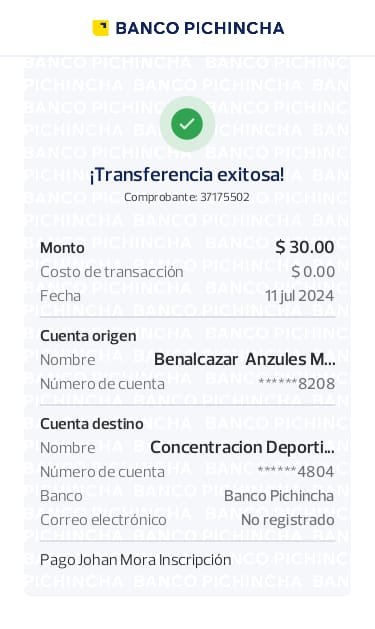 BANCO PICHINCHA
¡Transferencia exitosa!
Comprobante: 37175502
Monto $ 30.00
Costo de transacción $ 0.00
Fecha 11 jul 2024
Cuenta origen
Nombre Benalcazar Anzules M...
Número de cuenta ******8208
Cuenta destino
Nombre Concentracion Deporti...
Número de cuenta ******4804
Banco Banco Pichincha
Correo electrónico No registrado
Pago Johan Mora Inscripción